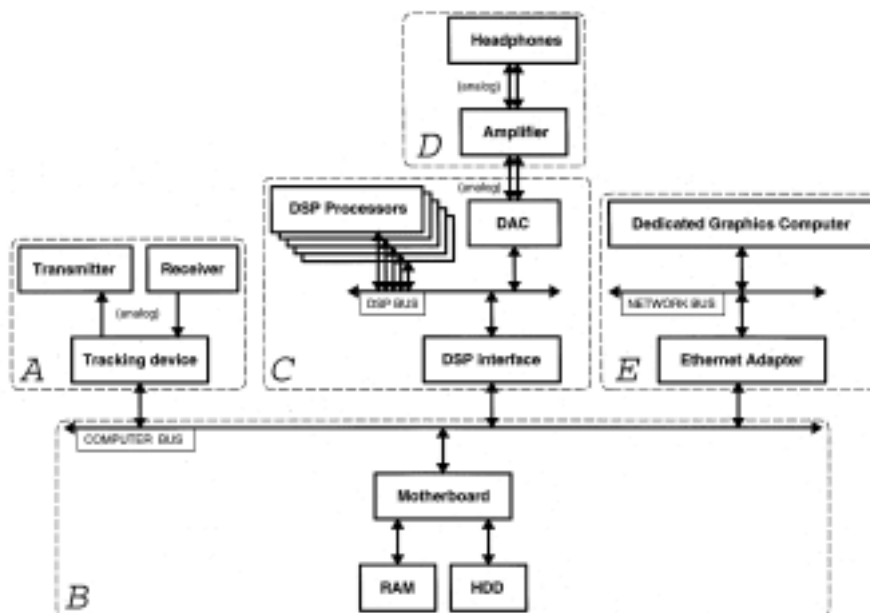 Headphones
(analog)
Amplifier
D
(analog)
DSP Processors
DAC
Dedicated Graphics Computer
Transmitter
Receiver
(analog)
DSP BUS
NETWORK BUS
Tracking device
DSP Interface
Ethernet Adapter
A
C
E
COMPUTER BUS
Motherboard
RAM
HDD
B